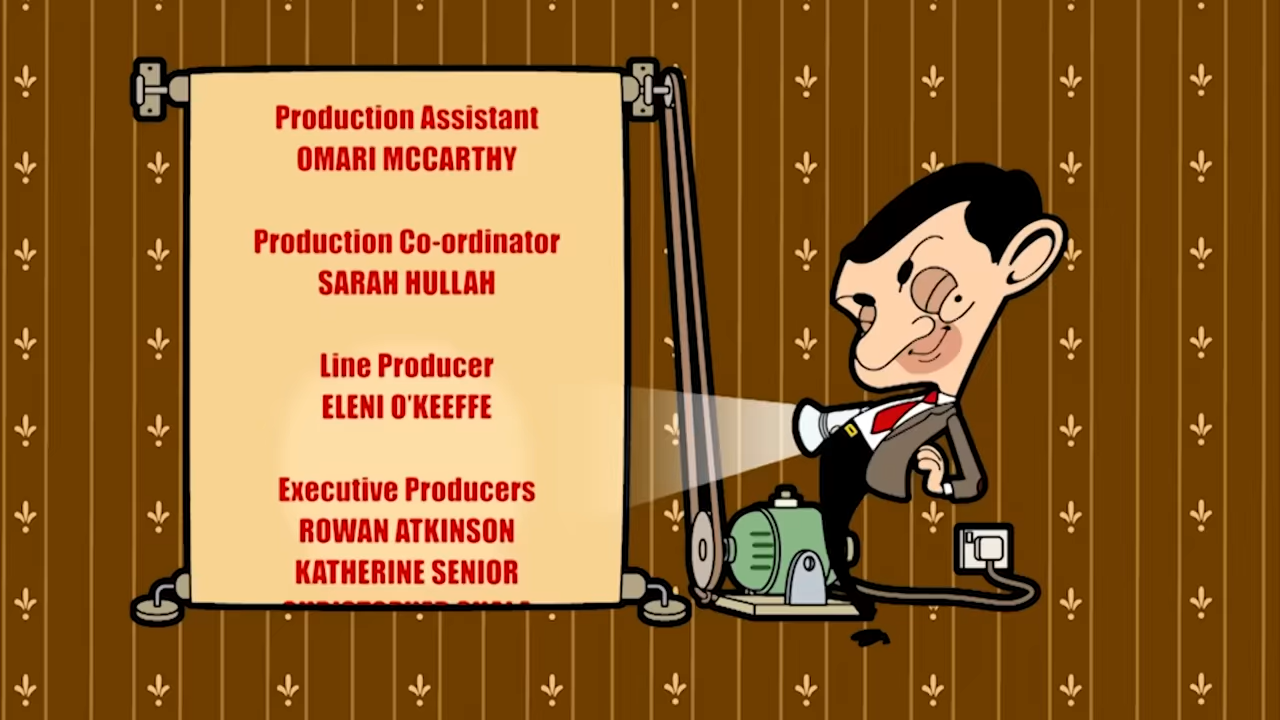 Production Assistant
OMARI MCCARTHY
Production Co-ordinator
SARAH HULLAH
Line Producer
ELENI O'KEEFFE
Executive Producers
ROWAN ATKINSON
KATHERINE SENIOR